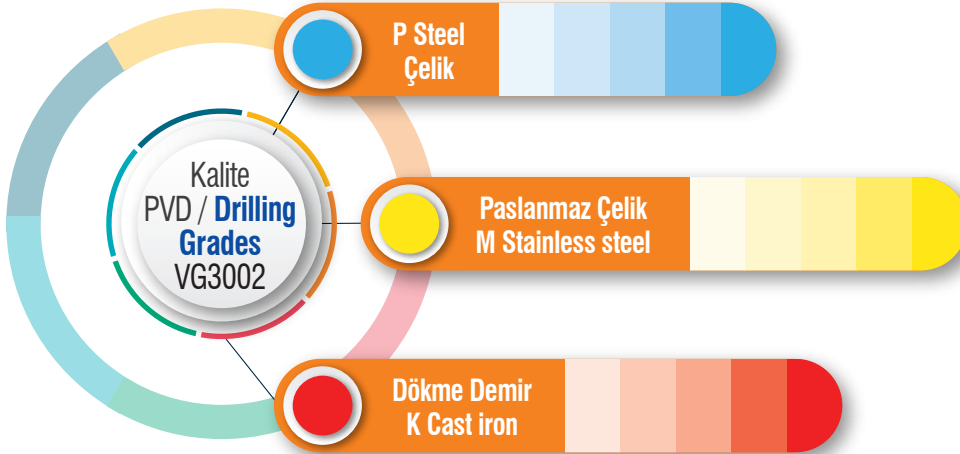 P Steel
Çelik
Kalite
PVD / Drilling
Grades
VG3002
Paslanmaz Çelik
M Stainless steel
Dökme Demir
K Cast iron